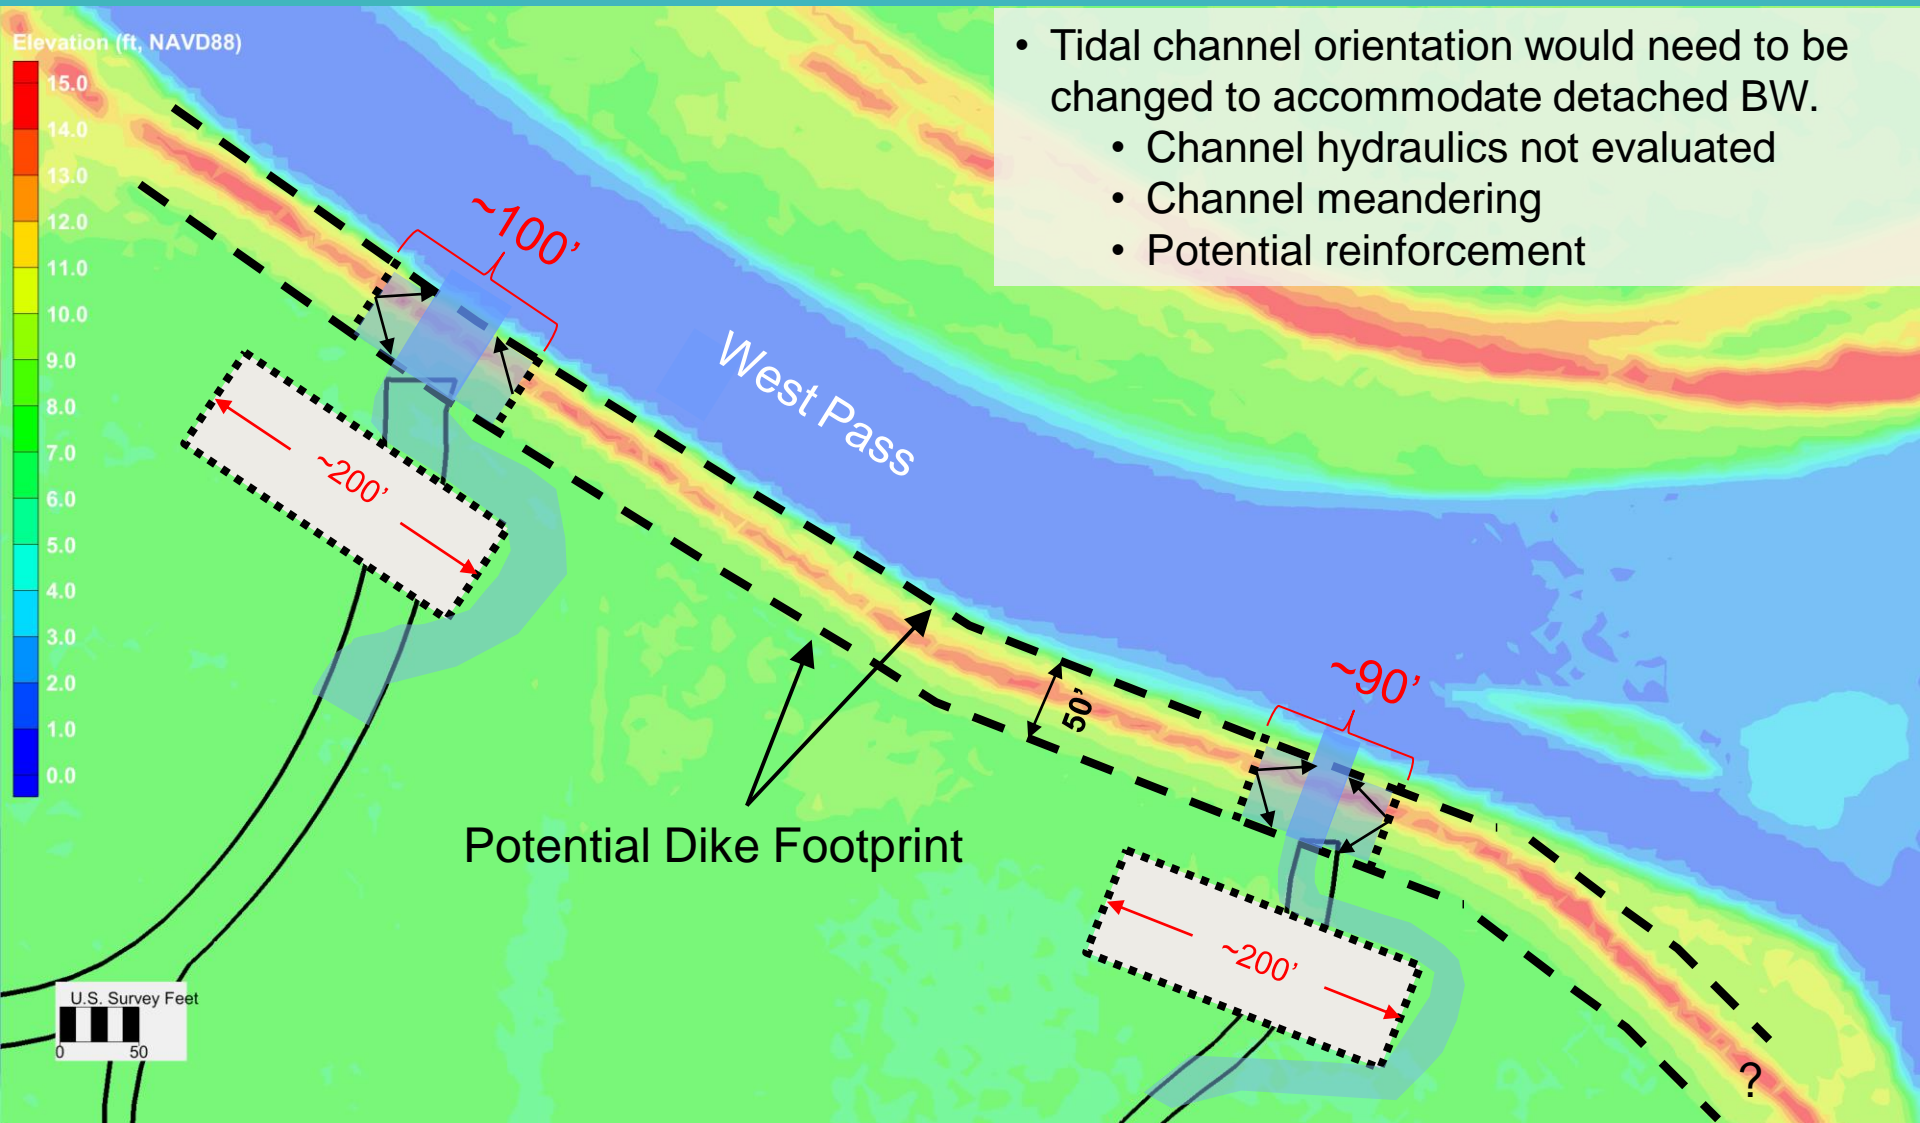 Elevation (ft, NAVD88)
15.0
14.0
13.0
12.0
11.0
10.0
9.0
8.0
7.0
6.0
5.0
4.0
3.0
2.0
1.0
0.0
• Tidal channel orientation would need to be
changed to accommodate detached BW.
• Channel hydraulics not evaluated
• Channel meandering
• Potential reinforcement
~100’
West Pass
~200’
~90’
50’
Potential Dike Footprint
~200’
U.S. Survey Feet
0 50
?